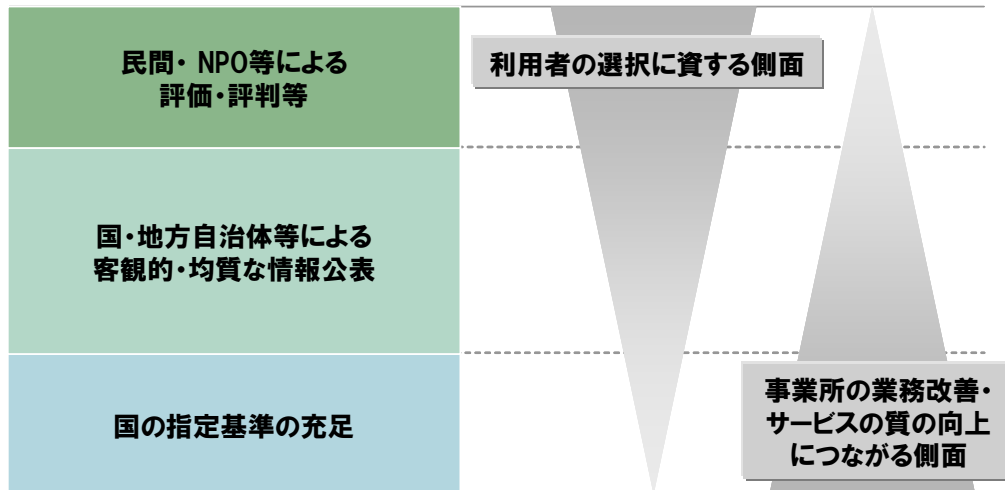 民間・ NPO等による
評価・評判等
利用者の選択に資する側面
国・地方自治体等による
客観的・均質な情報公表
国の指定基準の充足
事業所の業務改善・
サービスの質の向上
につながる側面